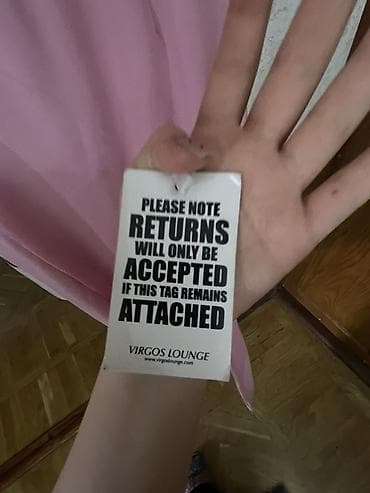 PLEASE NOTE
RETURNS
WILL ONLY BE
ACCEPTED
IF THIS TAG REMAINS
ATTACHED
VIRGOS LOUNGE
www.virgoslounge.com